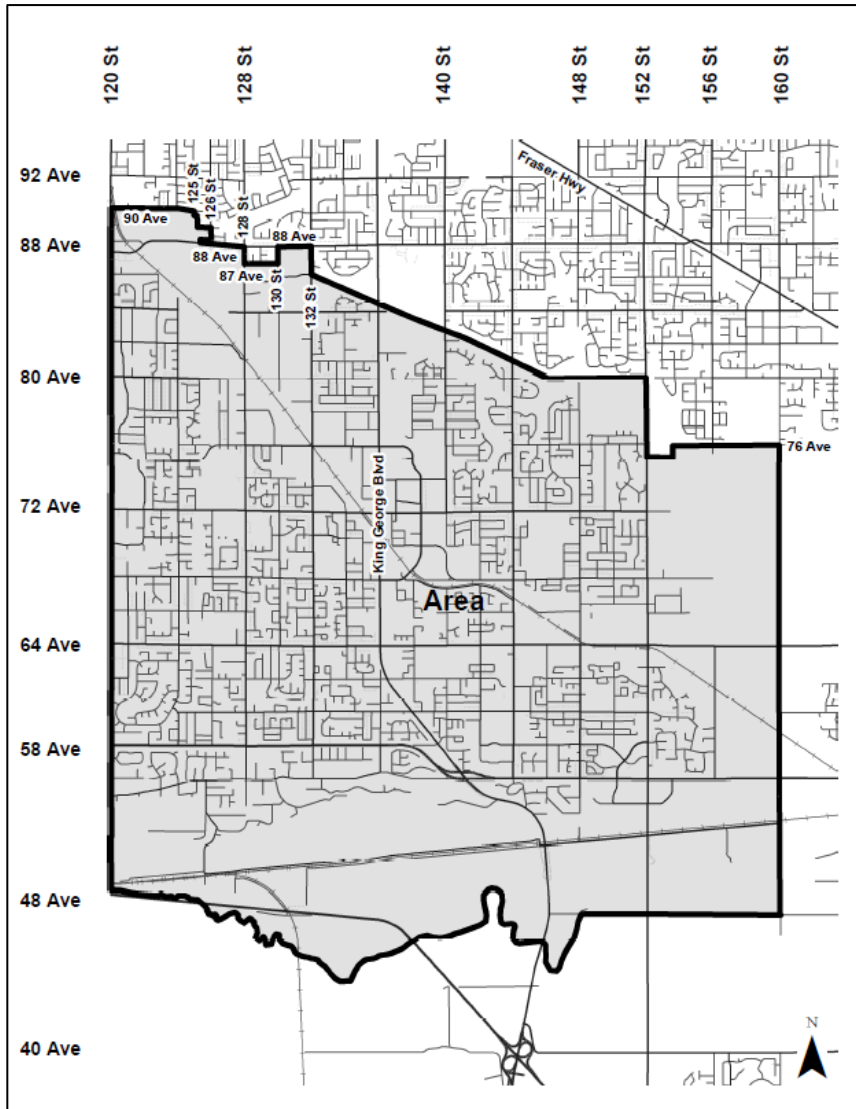 120 St
128 St
140 St
148 St
152 St
156 St
160 St
92 Ave
Fraser Hwy
125 St
126 St
90 Ave
128 St
88 Ave
88 Ave
88 Ave
87 Ave
130 St
132 St
80 Ave
76 Ave
King George Blvd
72 Ave
Area
64 Ave
58 Ave
48 Ave
40 Ave
N